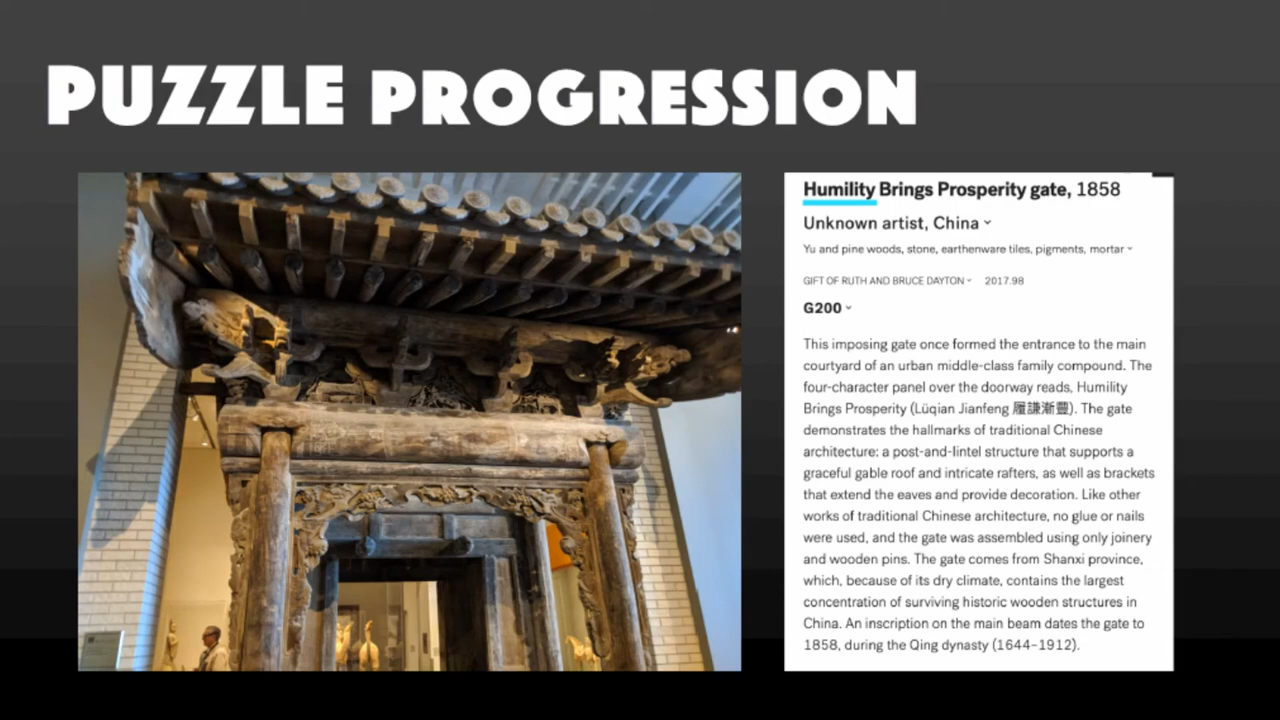 PUZZLE PROGRESSION
Humility Brings Prosperity gate, 1858
Unknown artist, China
Yu and pine woods, stone, earthenware tiles, pigments, mortar
GIFT OF RUTH AND BRUCE DAYTON 2017.98
G200
This imposing gate once formed the entrance to the main
courtyard of an urban middle-class family compound. The
four-character panel over the doorway reads, Humility
Brings Prosperity (Lüqian Jianfeng 履謙漸豐). The gate
demonstrates the hallmarks of traditional Chinese
architecture: a post-and-lintel structure that supports a
graceful gable roof and intricate rafters, as well as brackets
that extend the eaves and provide decoration. Like other
works of traditional Chinese architecture, no glue or nails
were used, and the gate was assembled using only joinery
and wooden pins. The gate comes from Shanxi province,
which, because of its dry climate, contains the largest
concentration of surviving historic wooden structures in
China. An inscription on the main beam dates the gate to
1858, during the Qing dynasty (1644–1912).